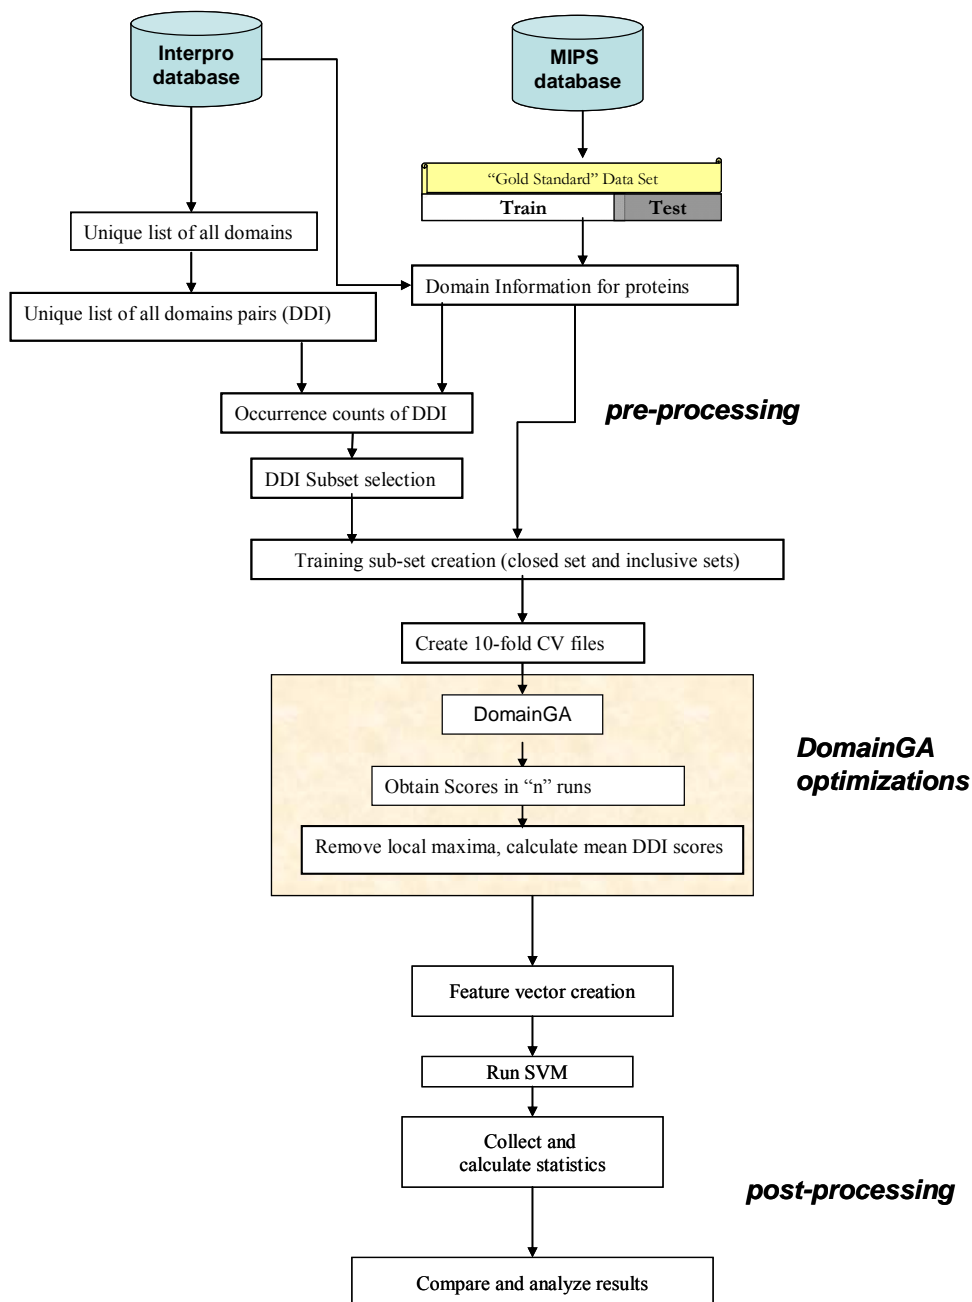 Interpro
database
MIPS
database
“Gold Standard” Data Set
Train
Test
Unique list of all domains
Domain Information for proteins
Unique list of all domains pairs (DDI)
Occurrence counts of DDI
pre-processing
DDI Subset selection
Training sub-set creation (closed set and inclusive sets)
Create 10-fold CV files
DomainGA
DomainGA
optimizations
Obtain Scores in “n” runs
Remove local maxima, calculate mean DDI scores
Feature vector creation
Run SVM
Collect and
calculate statistics
post-processing
Compare and analyze results